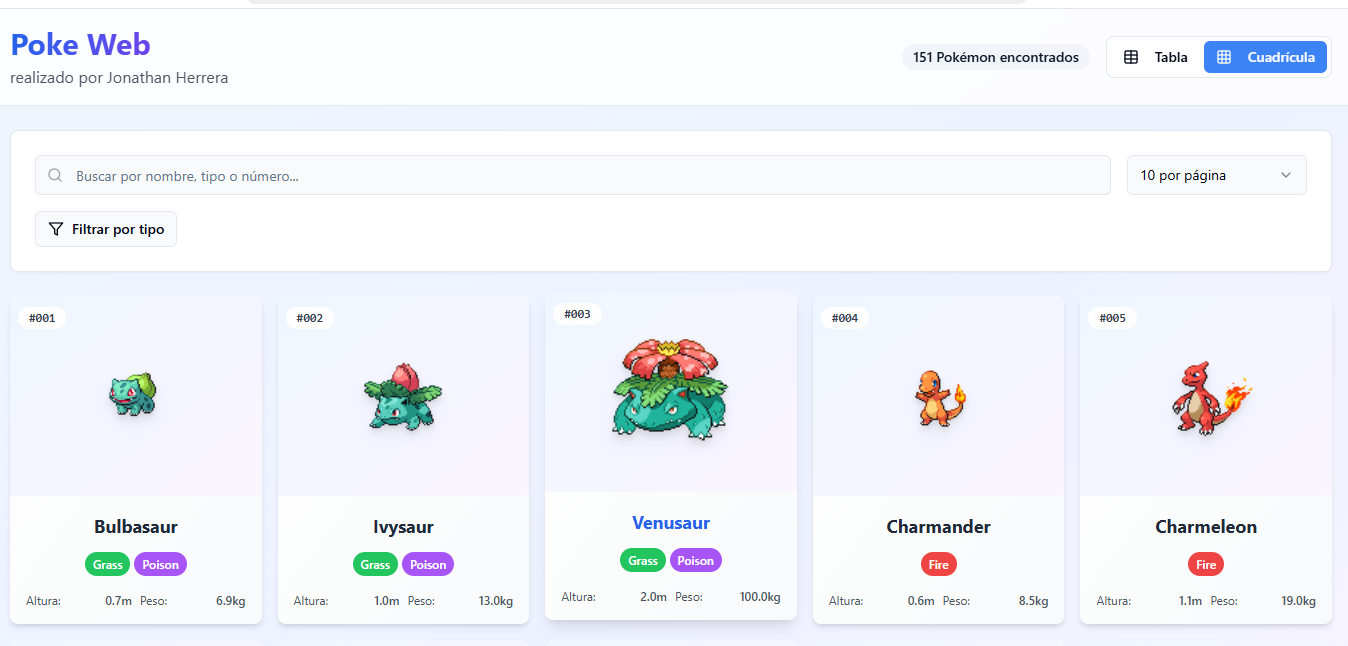 Poke Web
realizado por Jonathan Herrera
151 Pokémon encontrados
Tabla
Cuadrícula
Buscar por nombre, tipo o número...
10 por página
Filtrar por tipo
#001
Bulbasaur
Grass Poison
Altura: 0.7m Peso: 6.9kg
#002
Ivysaur
Grass Poison
Altura: 1.0m Peso: 13.0kg
#003
Venusaur
Grass Poison
Altura: 2.0m Peso: 100.0kg
#004
Charmander
Fire
Altura: 0.6m Peso: 8.5kg
#005
Charmeleon
Fire
Altura: 1.1m Peso: 19.0kg